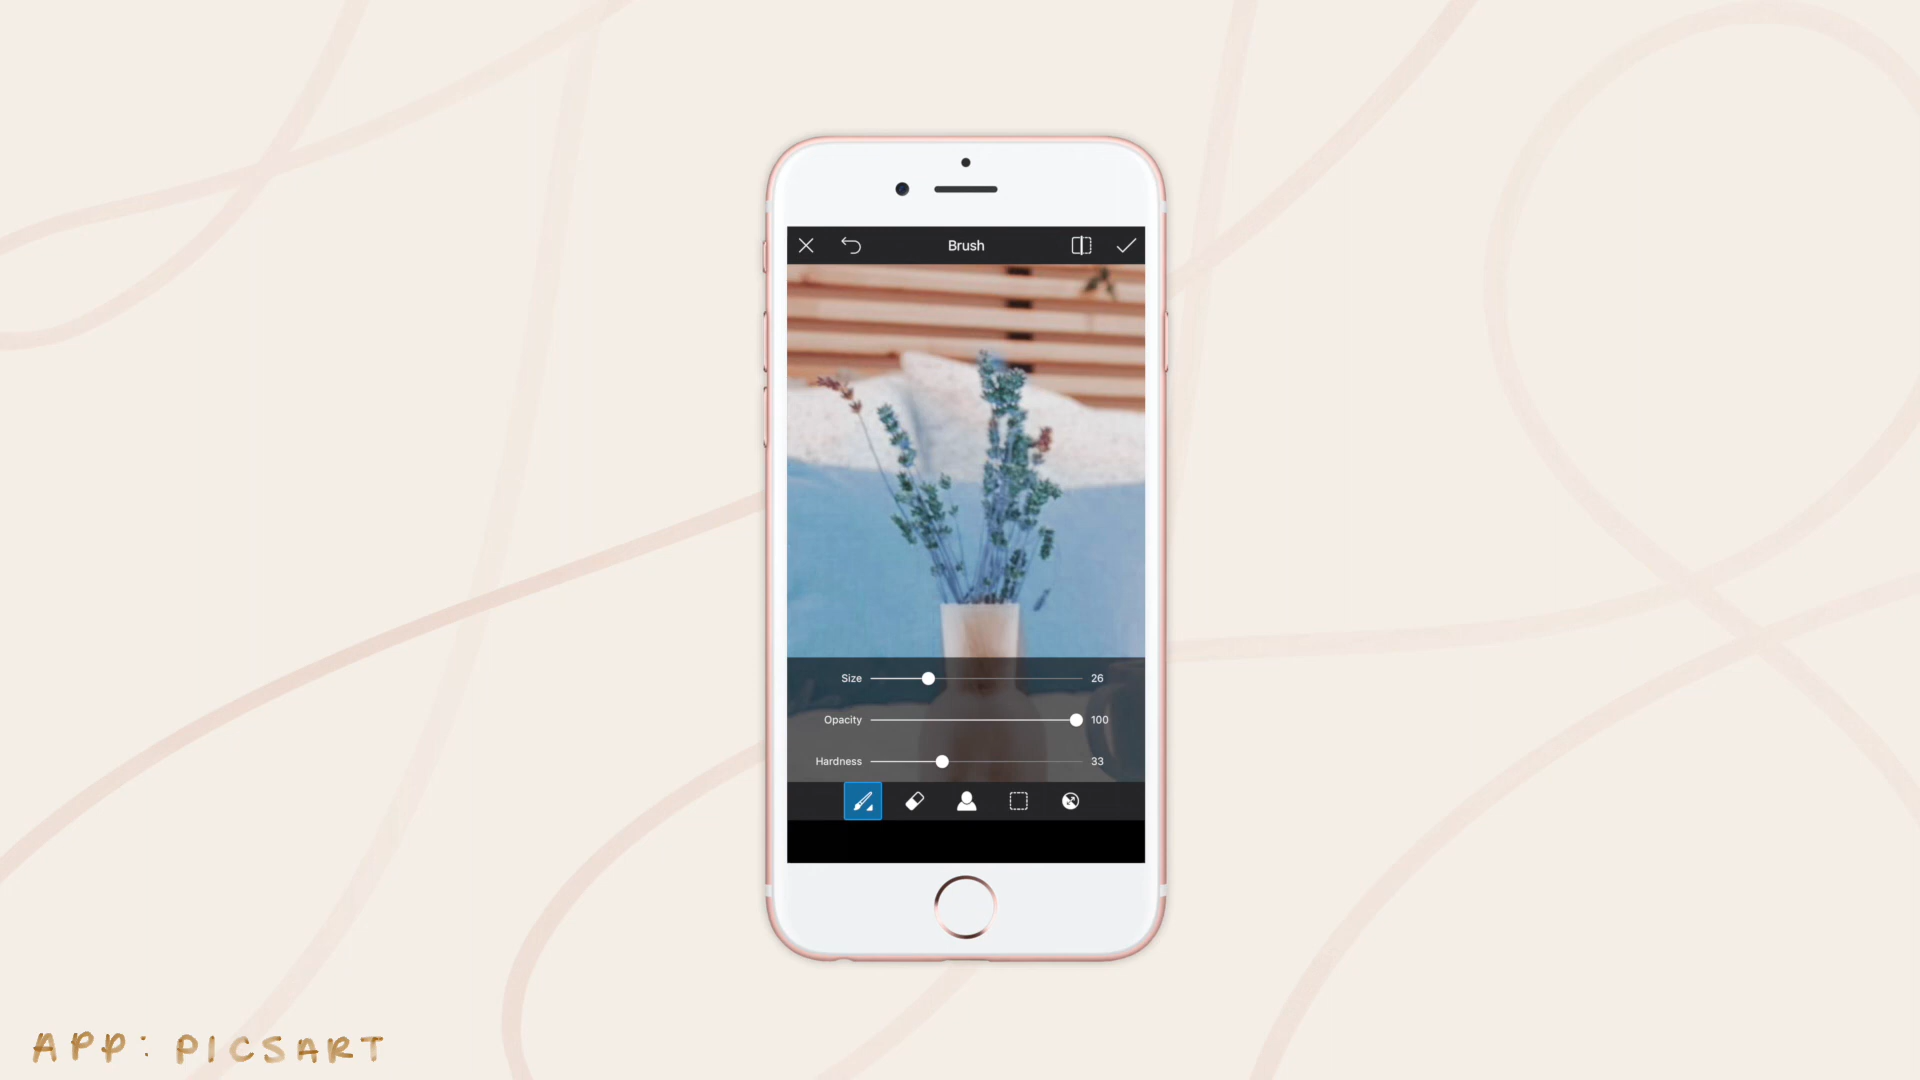 Brush
Size 26
Opacity 100
Hardness 33
APP: PICSART